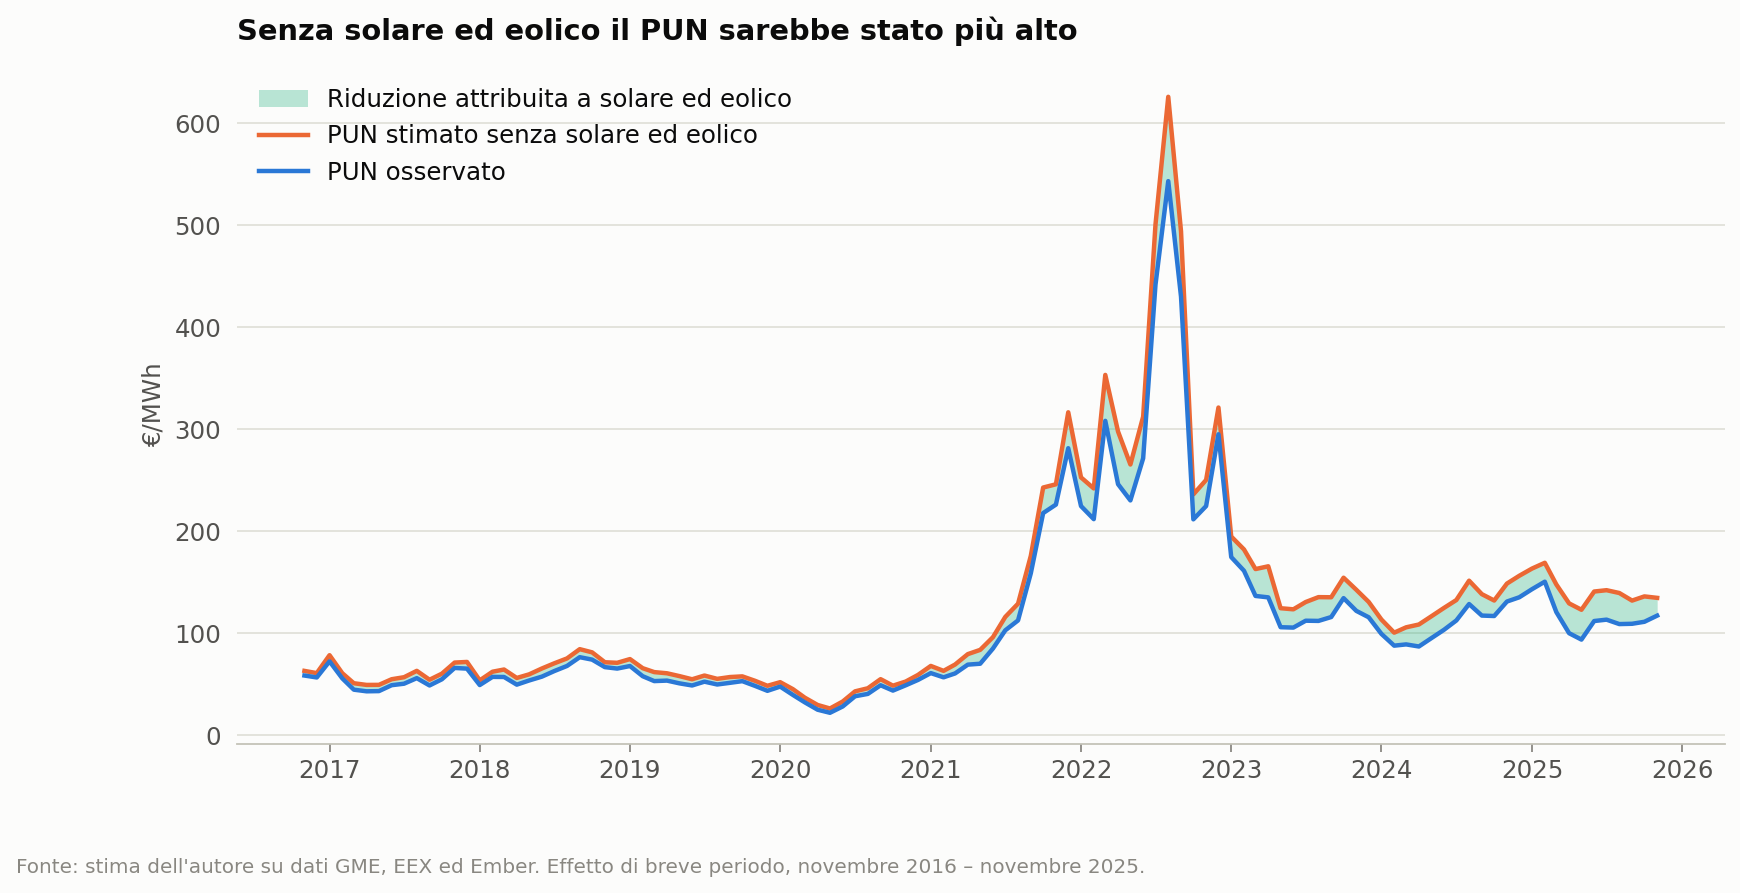 Senza solare ed eolico il PUN sarebbe stato più alto
Riduzione attribuita a solare ed eolico
PUN stimato senza solare ed eolico
PUN osservato
€/MWh
600
500
400
300
200
100
0
2017 2018 2019 2020 2021 2022 2023 2024 2025 2026
Fonte: stima dell'autore su dati GME, EEX ed Ember. Effetto di breve periodo, novembre 2016 – novembre 2025.